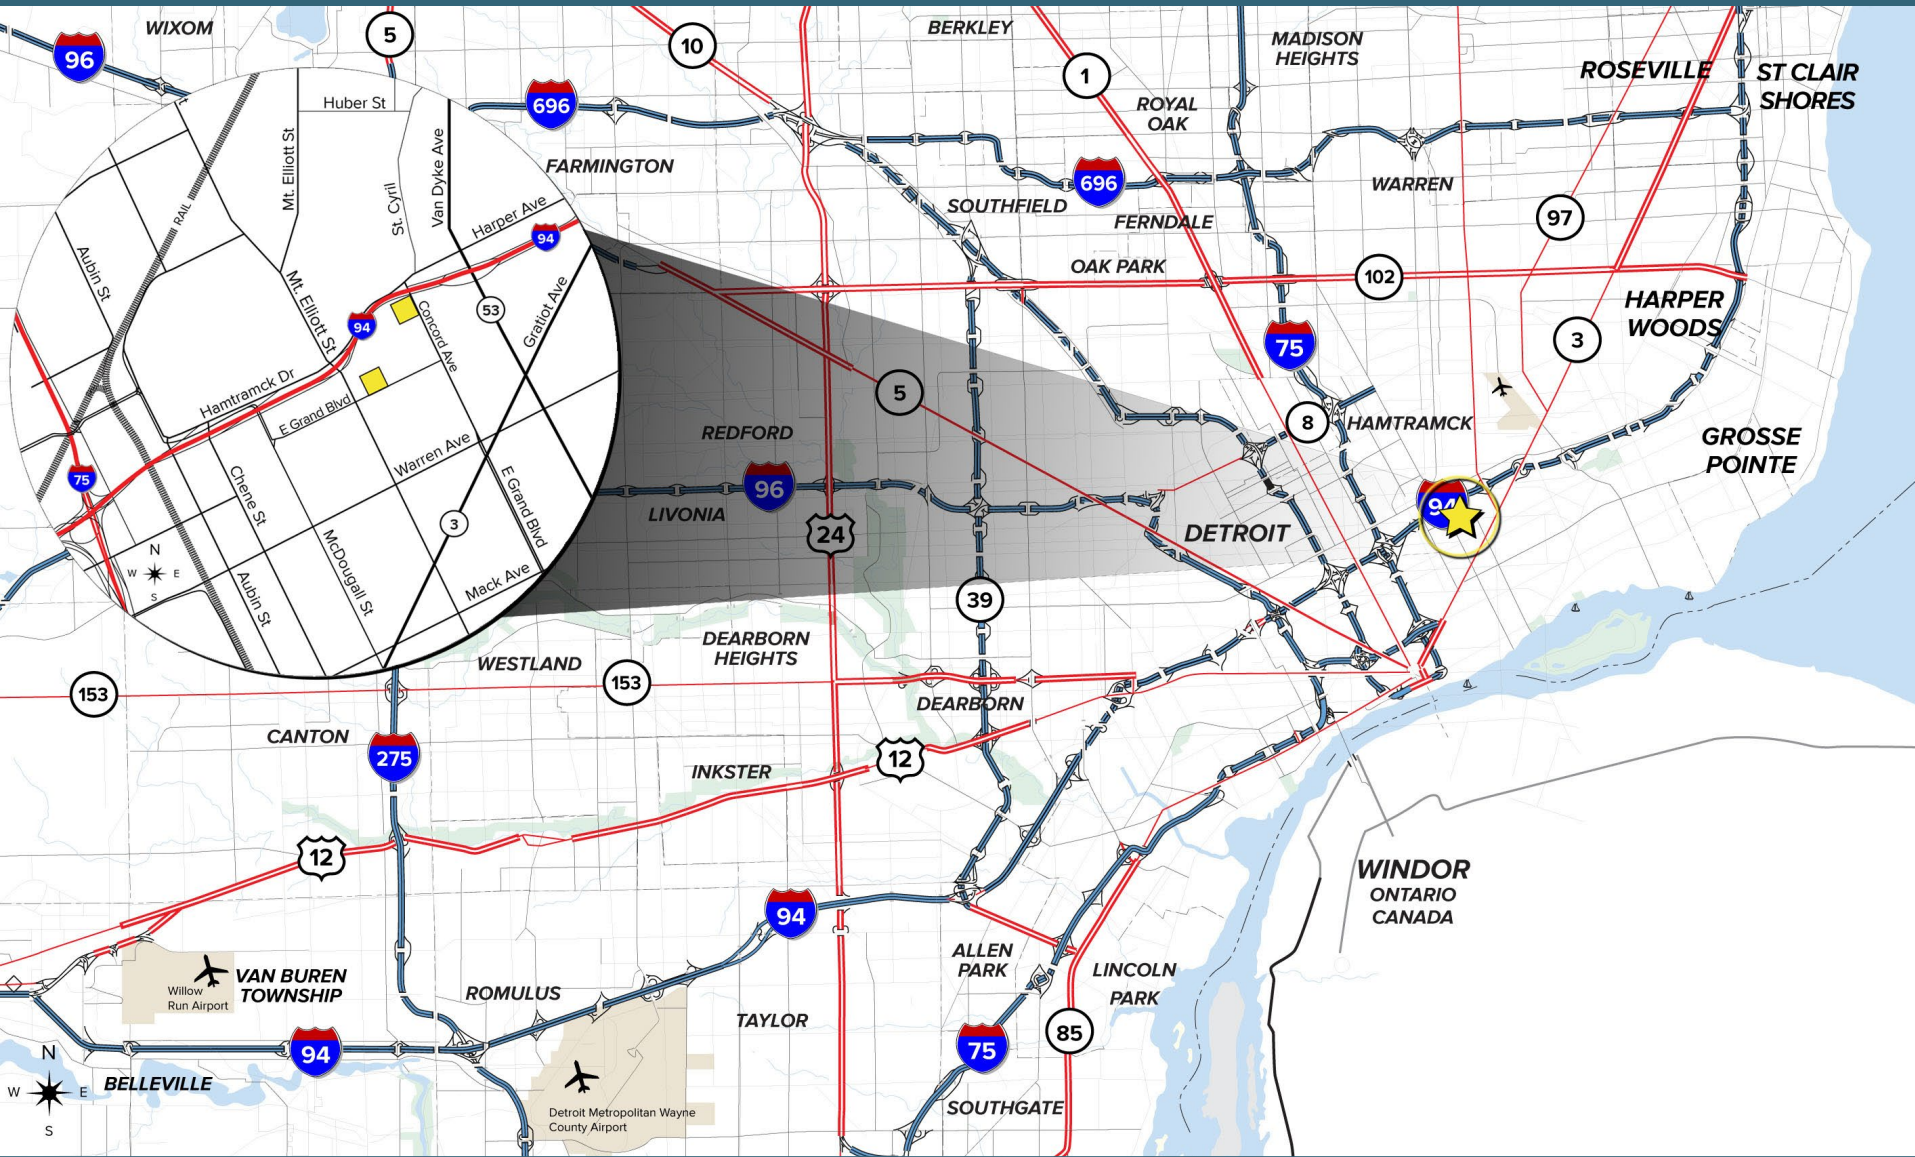 WIXOM
5
10
BERKLEY
1
MADISON
HEIGHTS
ROSEVILLE
ST CLAIR
SHORES
96
696
ROYAL
OAK
FARMINGTON
696
WARREN
SOUTHFIELD
FERNDALE
97
OAK PARK
102
HARPER
WOODS
75
3
5
8
HAMTRAMCK
REDFORD
GROSSE
POINTE
96
94
LIVONIA
24
DETROIT
39
DEARBORN
HEIGHTS
WESTLAND
153
153
DEARBORN
CANTON
275
12
INKSTER
12
WINDOR
ONTARIO
CANADA
94
ALLEN
PARK
LINCOLN
PARK
VAN BUREN
TOWNSHIP
Willow
Run Airport
ROMULUS
TAYLOR
85
75
94
N
W
E
S
BELLEVILLE
Detroit Metropolitan Wayne
County Airport
SOUTHGATE
Huber St
Mt. Elliott St
St. Cyril
Van Dyke Ave
Harper Ave
RAIL
94
Aubin St
Mt. Elliott St
53
Gratiot Ave
94
Concord Ave
Hamtramck Dr
E Grand Blvd
Warren Ave
75
Chene St
E Grand Blvd
3
McDougall St
N
W
E
S
Aubin St
Mack Ave